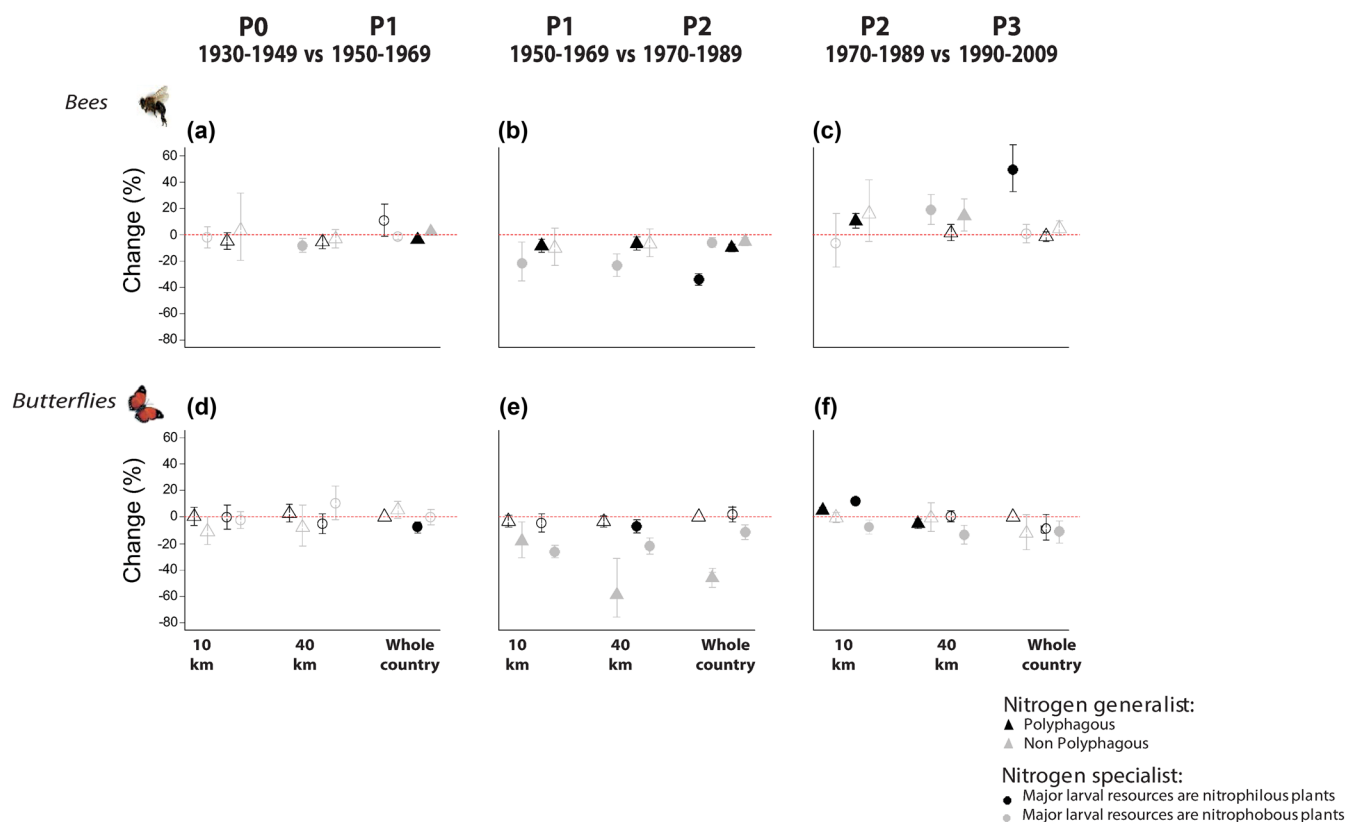 P0 P1
1930-1949 vs 1950-1969
P1 P2
1950-1969 vs 1970-1989
P2 P3
1970-1989 vs 1990-2009
Bees
(a)
(b)
(c)
Change (%)
60
40
20
0
-20
-40
-60
-80
Butterflies
(d)
(e)
(f)
Change (%)
60
40
20
0
-20
-40
-60
-80
10 km
40 km
Whole country
10 km
40 km
Whole country
10 km
40 km
Whole country
Nitrogen generalist:
Polyphagous
Non Polyphagous
Nitrogen specialist:
Major larval resources are nitrophilous plants
Major larval resources are nitrophobous plants